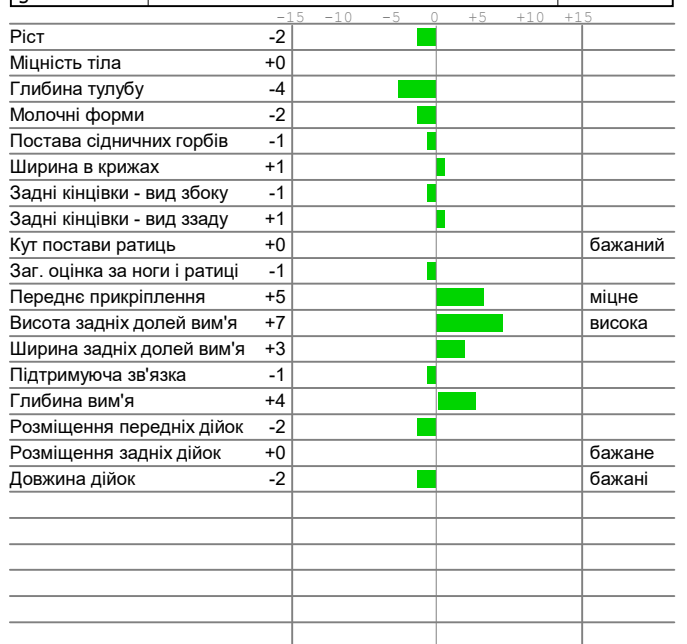 -15 -10 -5 0 +5 +10 +15
Ріст -2
Міцність тіла +0
Глибина тулубу -4
Молочні форми -2
Постава сідничних горбів -1
Ширина в крижах +1
Задні кінцівки - вид збоку -1
Задні кінцівки - вид ззаду +1
Кут постави ратиць +0 бажаний
Заг. оцінка за ноги і ратиці -1
Переднє прикріплення +5 міцне
Висота задніх долей вим'я +7 висока
Ширина задніх долей вим'я +3
Підтримуюча зв'язка -1
Глибина вим'я +4
Розміщення передніх дійок -2
Розміщення задніх дійок +0 бажане
Довжина дійок -2 бажані